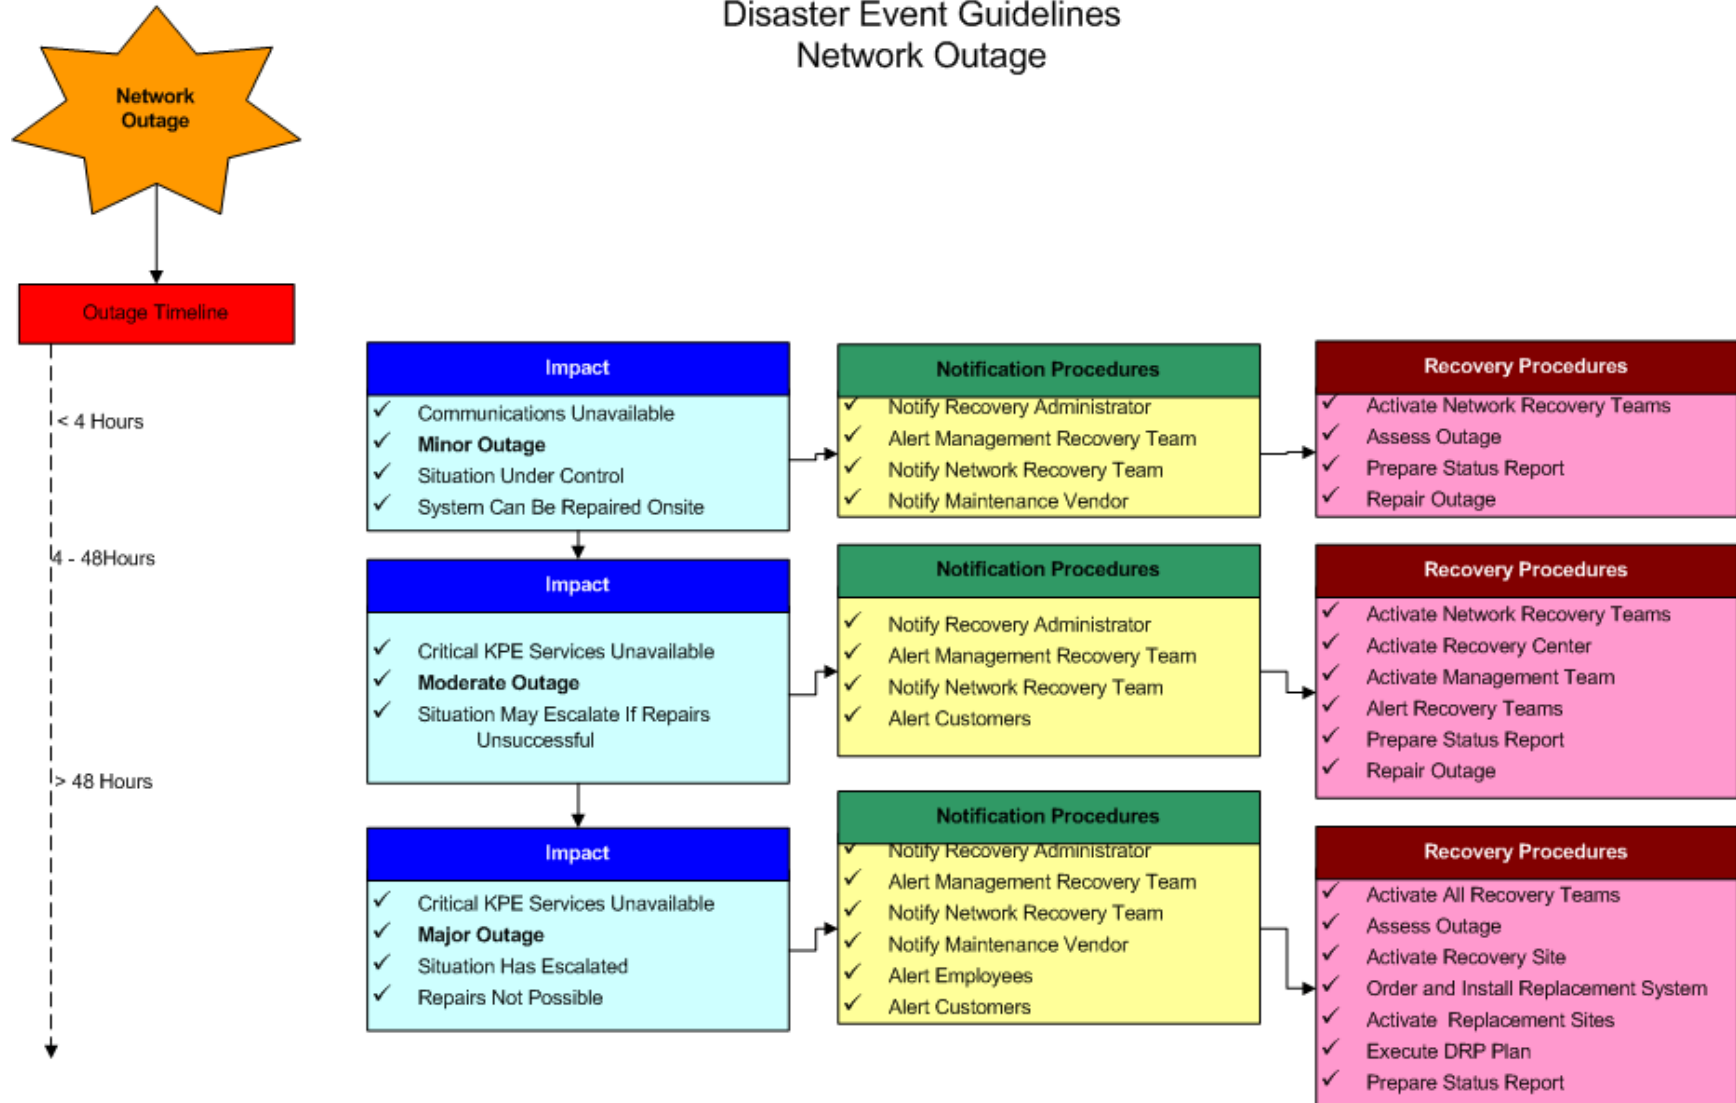 Disaster Event Guidelines
Network Outage
Network
Outage
Outage Timeline
< 4 Hours
4 - 48Hours
> 48 Hours
Impact
Communications Unavailable
Minor Outage
Situation Under Control
System Can Be Repaired Onsite
Notification Procedures
Notify Recovery Administrator
Alert Management Recovery Team
Notify Network Recovery Team
Notify Maintenance Vendor
Recovery Procedures
Activate Network Recovery Teams
Assess Outage
Prepare Status Report
Repair Outage
Impact
Critical KPE Services Unavailable
Moderate Outage
Situation May Escalate If Repairs
Unsuccessful
Notification Procedures
Notify Recovery Administrator
Alert Management Recovery Team
Notify Network Recovery Team
Alert Customers
Recovery Procedures
Activate Network Recovery Teams
Activate Recovery Center
Activate Management Team
Alert Recovery Teams
Prepare Status Report
Repair Outage
Impact
Critical KPE Services Unavailable
Major Outage
Situation Has Escalated
Repairs Not Possible
Notification Procedures
Notify Recovery Administrator
Alert Management Recovery Team
Notify Network Recovery Team
Notify Maintenance Vendor
Alert Employees
Alert Customers
Recovery Procedures
Activate All Recovery Teams
Assess Outage
Activate Recovery Site
Order and Install Replacement System
Activate  Replacement Sites
Execute DRP Plan
Prepare Status Report